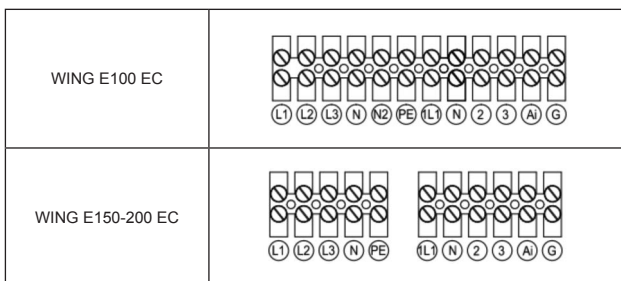 WING E100 EC
L1 L2 L3 N N2 PE 1L1 N 2 3 Ai G
WING E150-200 EC
L1 L2 L3 N PE 1L1 N 2 3 Ai G